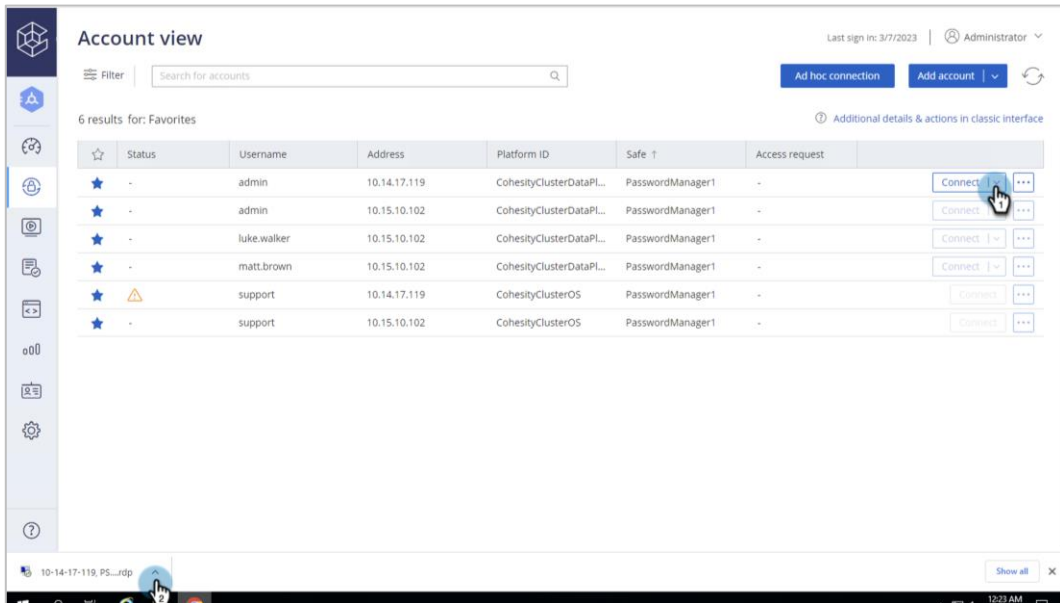 Account view
Last sign in: 3/7/2023 | Administrator
Filter
Search for accounts
Ad hoc connection
Add account
6 results for: Favorites
Additional details & actions in classic interface
Status Username Address Platform ID Safe ↑ Access request
- admin 10.14.17.119 CohesityClusterDataPl... PasswordManager1 - Connect ...
1
- admin 10.15.10.102 CohesityClusterDataPl... PasswordManager1 - Connect ...
- luke.walker 10.15.10.102 CohesityClusterDataPl... PasswordManager1 - Connect ...
- matt.brown 10.15.10.102 CohesityClusterDataPl... PasswordManager1 - Connect ...
support 10.14.17.119 CohesityClusterOS PasswordManager1 - Connect ...
- support 10.15.10.102 CohesityClusterOS PasswordManager1 - Connect ...
10-14-17-119, PS....rdp
Show all
2
12:23 AM